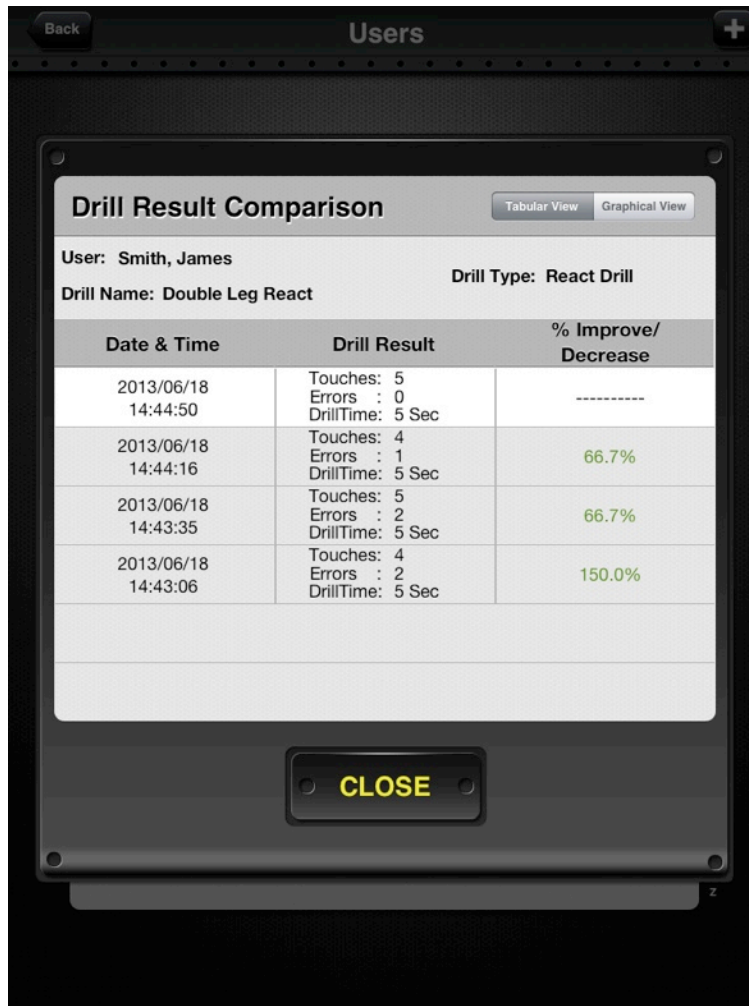 Back
Users
+
Drill Result Comparison
Tabular View
Graphical View
User: Smith, James
Drill Type: React Drill
Drill Name: Double Leg React
Date & Time
Drill Result
% Improve/
Decrease
2013/06/18
14:44:50
Touches: 5
Errors : 0
DrillTime: 5 Sec
----------
2013/06/18
14:44:16
Touches: 4
Errors : 1
DrillTime: 5 Sec
66.7%
2013/06/18
14:43:35
Touches: 5
Errors : 2
DrillTime: 5 Sec
66.7%
2013/06/18
14:43:06
Touches: 4
Errors : 2
DrillTime: 5 Sec
150.0%
CLOSE
z